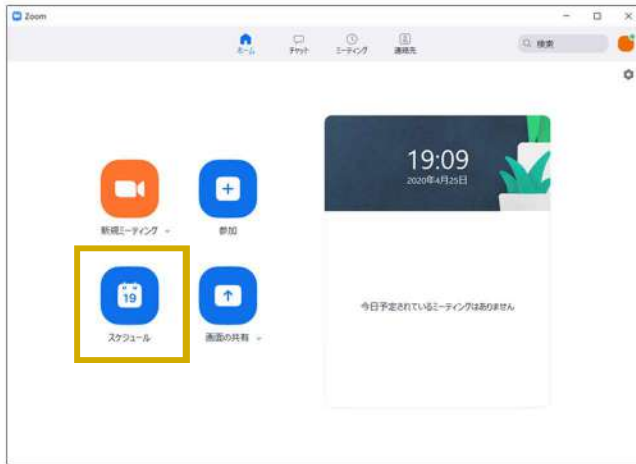 Zoom
ホーム
チャット
ミーティング
連絡先
検索
19:09
2020年4月25日
新規ミーティング
参加
19
スケジュール
画面の共有
今日予定されているミーティングはありません